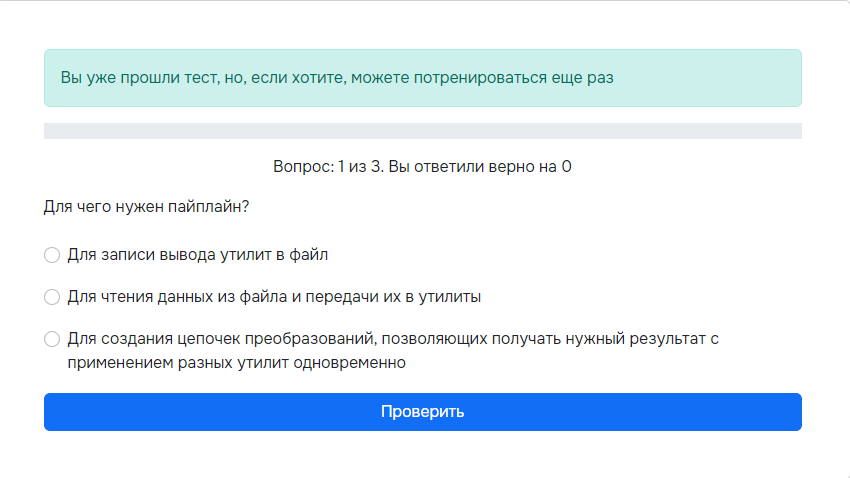 Вы уже прошли тест, но, если хотите, можете потренироваться еще раз
Вопрос: 1 из 3. Вы ответили верно на 0
Для чего нужен пайплайн?
Для записи вывода утилит в файл
Для чтения данных из файла и передачи их в утилиты
Для создания цепочек преобразований, позволяющих получать нужный результат с
применением разных утилит одновременно
Проверить